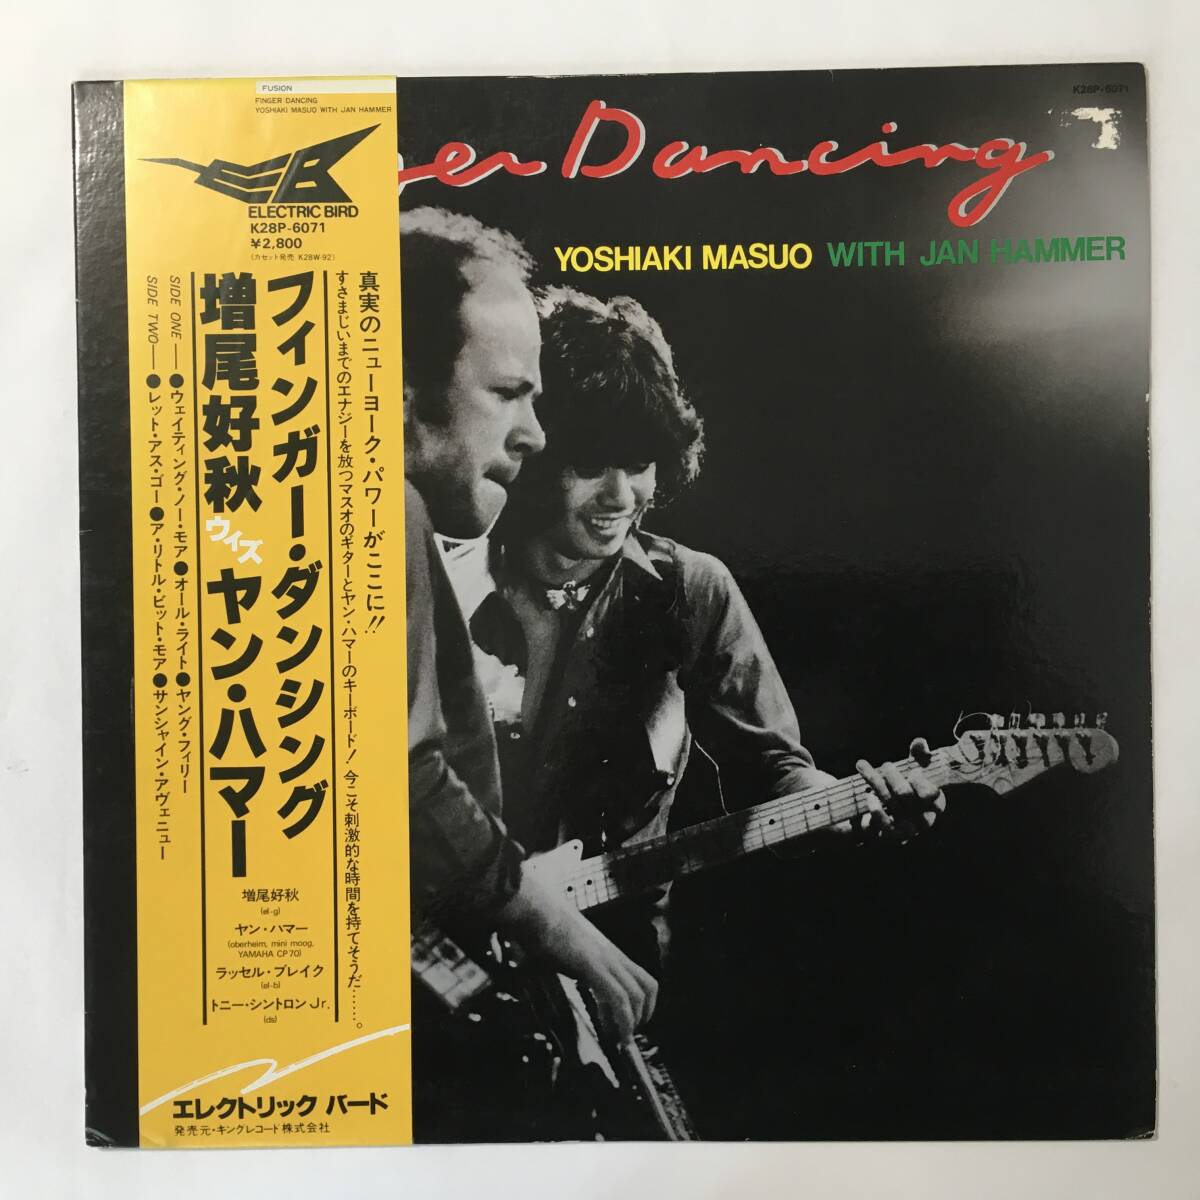 K28P-6071
ger Dancing
YOSHIAKI MASUO WITH JAN HAMMER
FUSION
FINGER DANCING
YOSHIAKI MASUO WITH JAN HAMMER
ELECTRIC BIRD
K28P-6071
¥2,800
(カセット発売 K28W-92)
真実のニューヨーク・パワーがここに!!
すさまじいまでのエナジーを放つマスオのギターとヤン・ハマーのキーボード! 今こそ刺激的な時間を持てそうだ……。
フィンガー・ダンシング
増尾好秋 ウィズ ヤン・ハマー
SIDE ONE — ●ウェイティング・ノー・モア●オール・ライト●ヤング・フィリー
SIDE TWO — ●レット・アス・ゴー●ア・リトル・ビット・モア●サンシャイン・アヴェニュー
増尾好秋
(el-g)
ヤン・ハマー
(oberheim, mini moog,
YAMAHA CP70)
ラッセル・ブレイク
(el-b)
トニー・シントロン Jr.
(ds)
エレクトリック バード
発売元・キングレコード株式会社